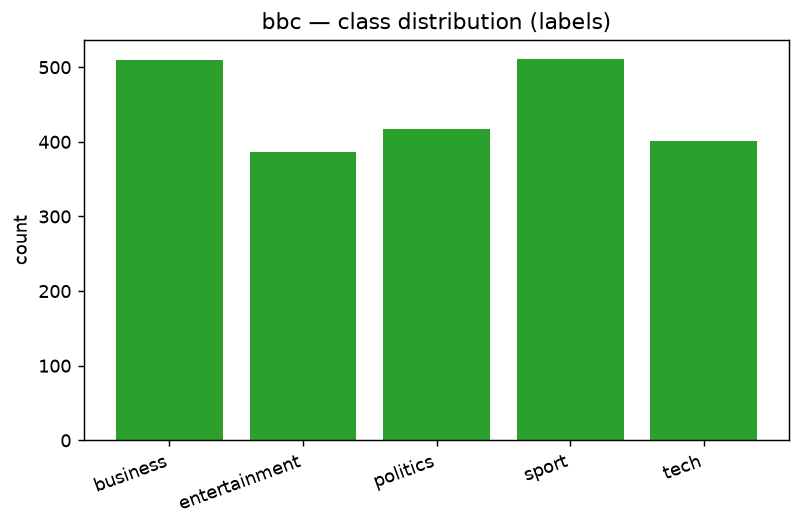 bbc — class distribution (labels)
500
400
300
200
100
0
count
business
entertainment
politics
sport
tech